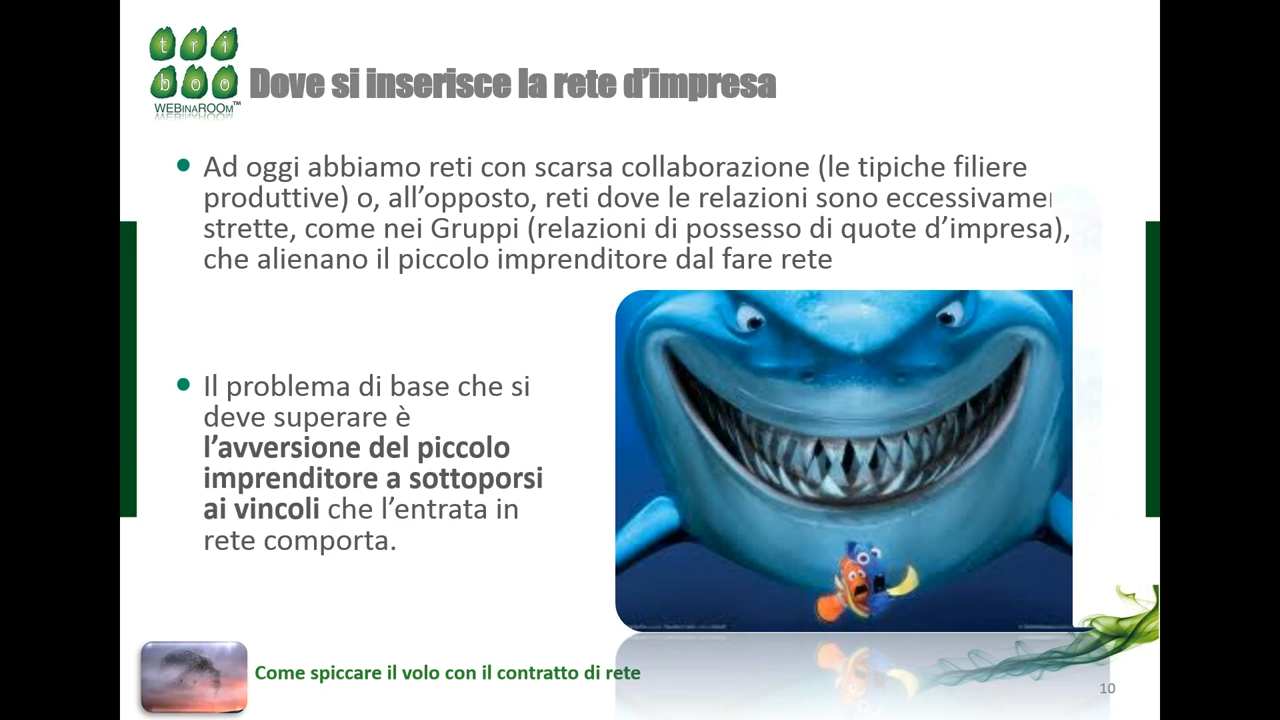 tri
boo
WEBinaROOm™
Dove si inserisce la rete d’impresa
Ad oggi abbiamo reti con scarsa collaborazione (le tipiche filiere
produttive) o, all’opposto, reti dove le relazioni sono
strette, come nei Gruppi (relazioni di possesso di quote d’impresa),
che alienano il piccolo imprenditore dal fare rete
Il problema di base che si
deve superare è
l’avversione del piccolo
imprenditore a sottoporsi
ai vincoli che l’entrata in
rete comporta.
Come spiccare il volo con il contratto di rete
10